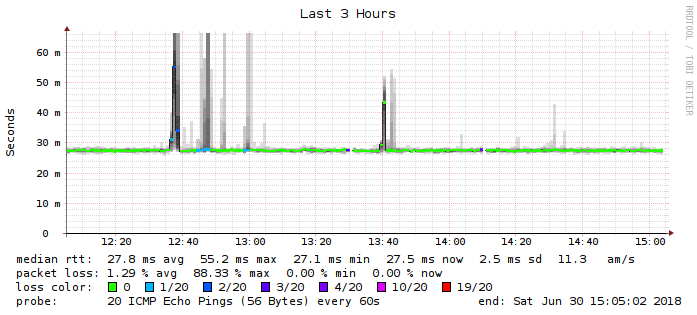 Last 3 Hours
RRDTOOL / TOBI OETIKER
Seconds
60 m
50 m
40 m
30 m
20 m
10 m
0
12:20 12:40 13:00 13:20 13:40 14:00 14:20 14:40 15:00
median rtt: 27.8 ms avg 55.2 ms max 27.1 ms min 27.5 ms now 2.5 ms sd 11.3 am/s
packet loss: 1.29 % avg 88.33 % max 0.00 % min 0.00 % now
loss color: 0 1/20 2/20 3/20 4/20 10/20 19/20
probe: 20 ICMP Echo Pings (56 Bytes) every 60s end: Sat Jun 30 15:05:02 2018